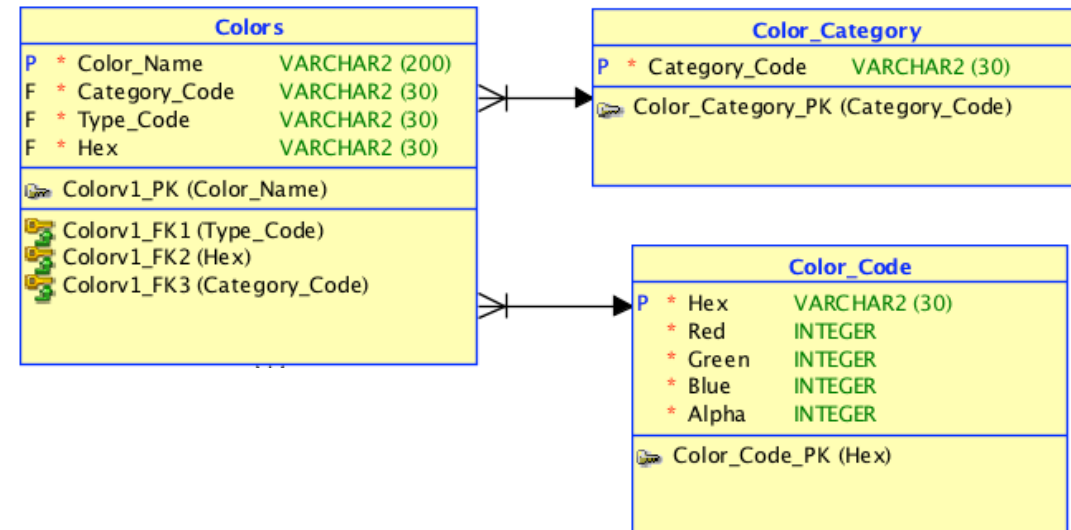 Colors
P * Color_Name VARCHAR2 (200)
F * Category_Code VARCHAR2 (30)
F * Type_Code VARCHAR2 (30)
F * Hex VARCHAR2 (30)
Colorv1_PK (Color_Name)
Colorv1_FK1 (Type_Code)
Colorv1_FK2 (Hex)
Colorv1_FK3 (Category_Code)
Color_Category
P * Category_Code VARCHAR2 (30)
Color_Category_PK (Category_Code)
Color_Code
P * Hex VARCHAR2 (30)
* Red INTEGER
* Green INTEGER
* Blue INTEGER
* Alpha INTEGER
Color_Code_PK (Hex)